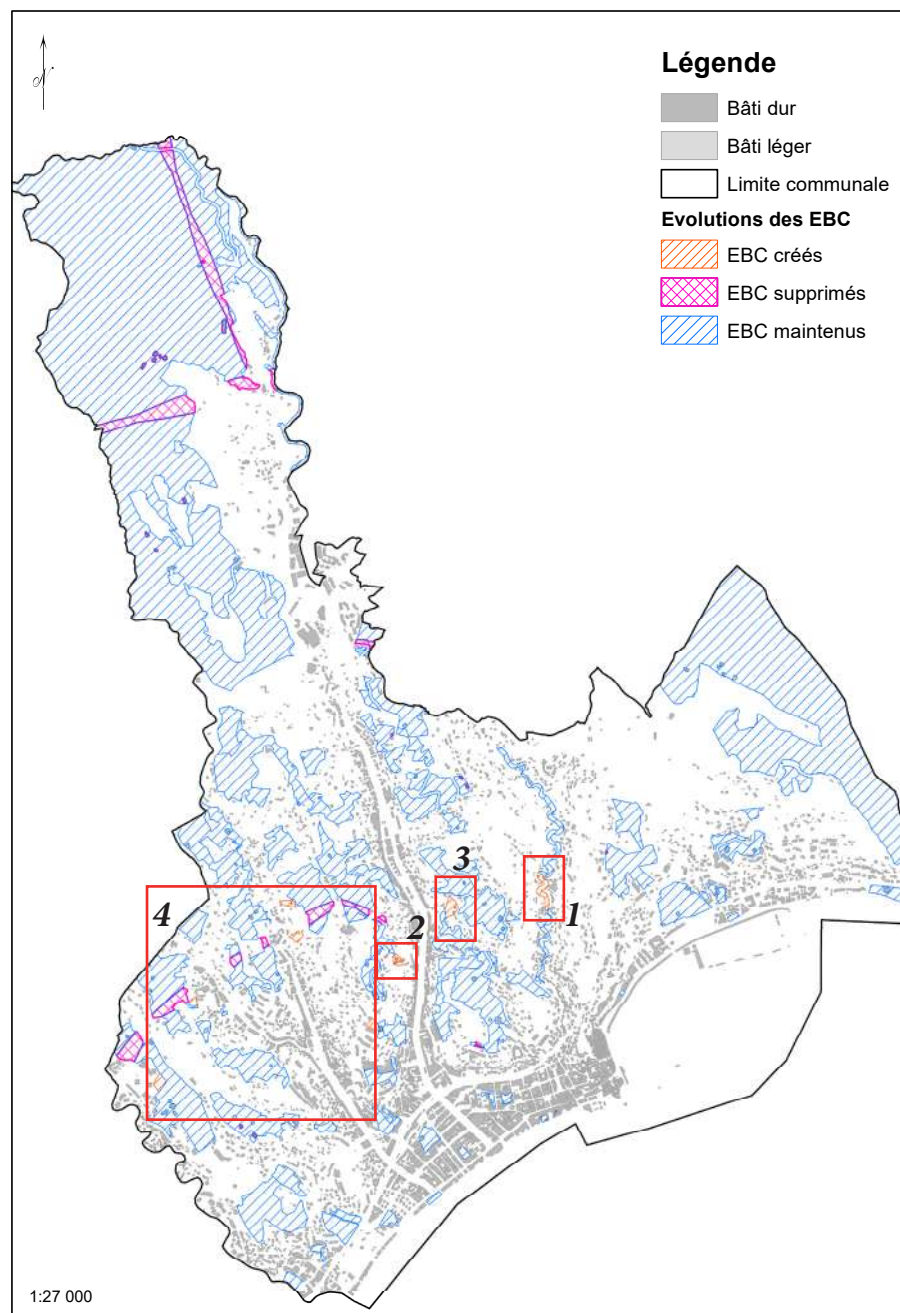 N
Légende
Bâti dur
Bâti léger
Limite communale
Evolutions des EBC
EBC créés
EBC supprimés
EBC maintenus
3
4
1
2
1:27 000